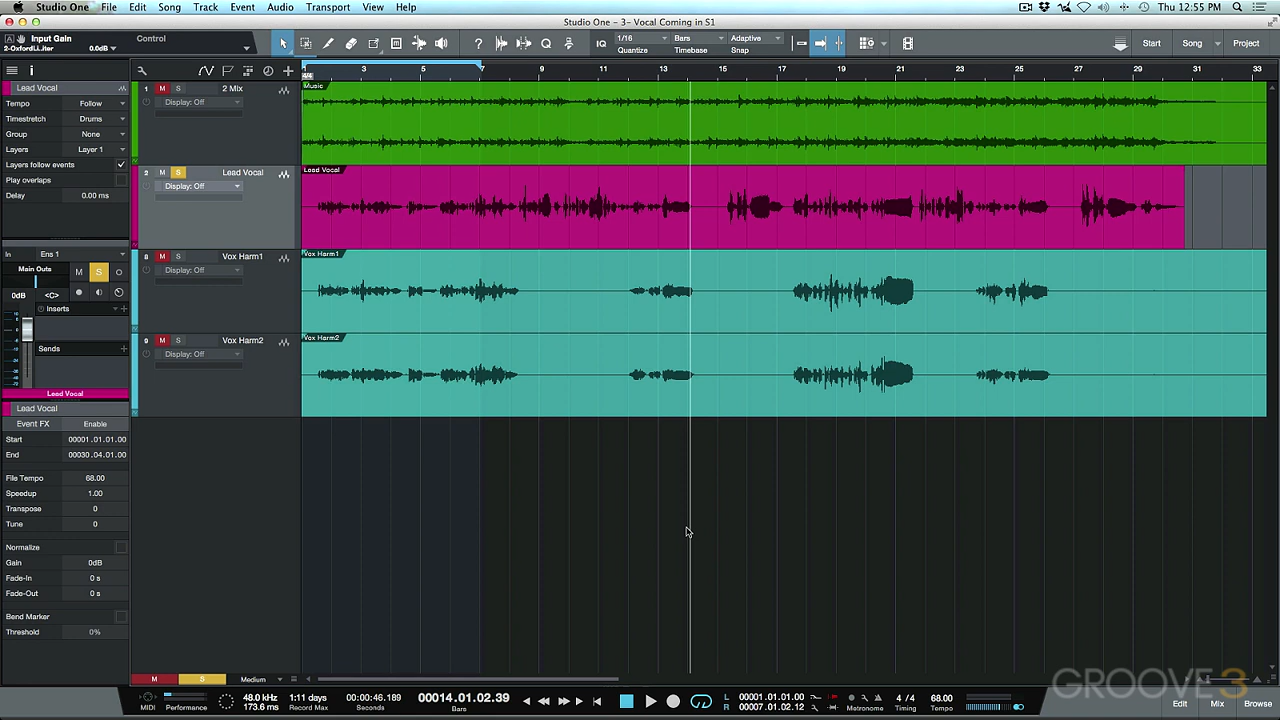 Studio One File Edit Song Track Event Audio Transport View Help Thu 12:55 PM
Studio One - 3- Vocal Coming in S1
Input Gain Control
2-OxfordLi..iter 0.0dB
IQ 1/16 Bars Adaptive Start Song Project
Quantize Timebase Snap
1 3 5 7 9 11 13 15 17 19 21 23 25 27 29 31 33
4/4
Lead Vocal
Tempo Follow
Timestretch Drums
Group None
Layers Layer 1
Layers follow events
Play overlaps
Delay 0.00 ms
In Ens 1
Main Outs M S
0dB <C>
Inserts
Sends
Lead Vocal
Lead Vocal
Event FX Enable
Start 00001.01.01.00
End 00030.04.01.00
File Tempo 68.00
Speedup 1.00
Transpose 0
Tune 0
Normalize
Gain 0dB
Fade-In 0 s
Fade-Out 0 s
Bend Marker
Threshold 0%
1 M S 2 Mix
Display: Off
Music
2 M S Lead Vocal
Display: Off
Lead Vocal
8 M S Vox Harm1
Display: Off
Vox Harm1
9 M S Vox Harm2
Display: Off
Vox Harm2
M S Medium
GROOVE3
MIDI Performance
48.0 kHz
173.6 ms
1:11 days
Record Max
00:00:46.189
Seconds
00014.01.02.39
Bars
L 00001.01.01.00
R 00007.01.02.12
Metronome
4 / 4
Timing
68.00
Tempo
Edit Mix Browse